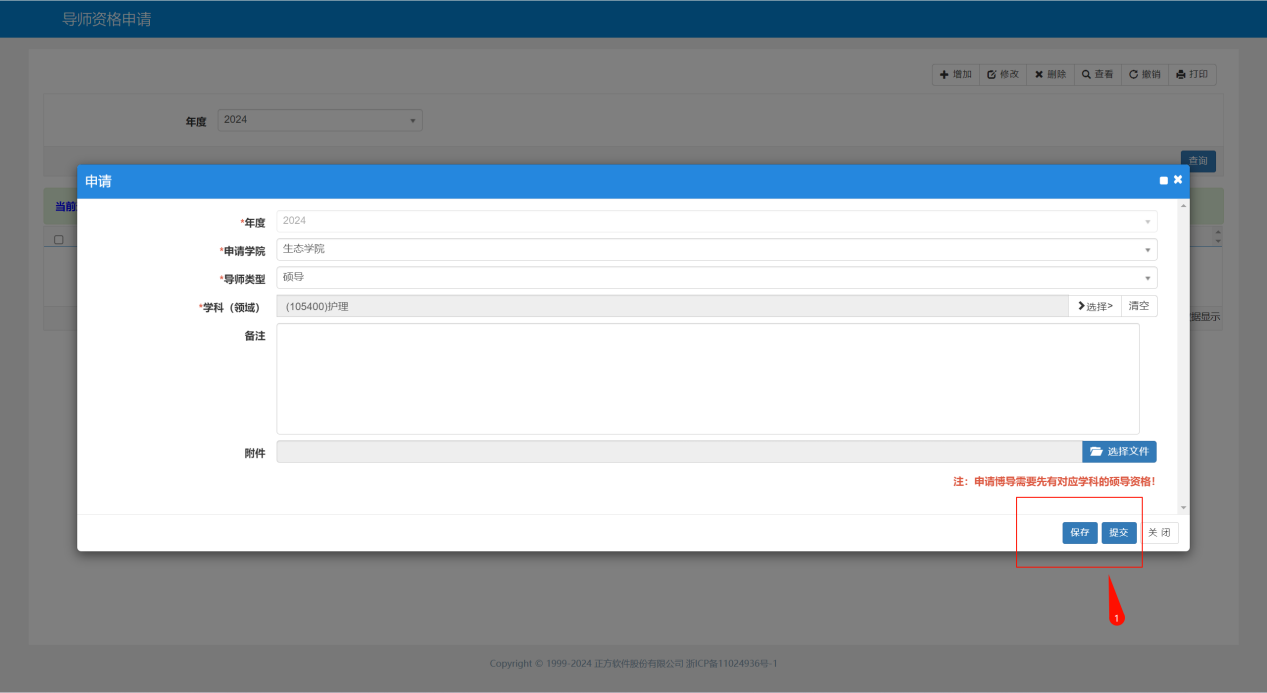 导师资格申请
增加 修改 删除 查看 撤销 打印
年度 2024
查询
申请
当前
*年度 2024
*申请学院 生态学院
*导师类型 硕导
*学科（领域） (105400)护理 选择> 清空
据显示
备注
附件 选择文件
注：申请博导需要先有对应学科的硕导资格！
保存 提交 关 闭
1
Copyright © 1999-2024 正方软件股份有限公司 浙ICP备11024936号-1